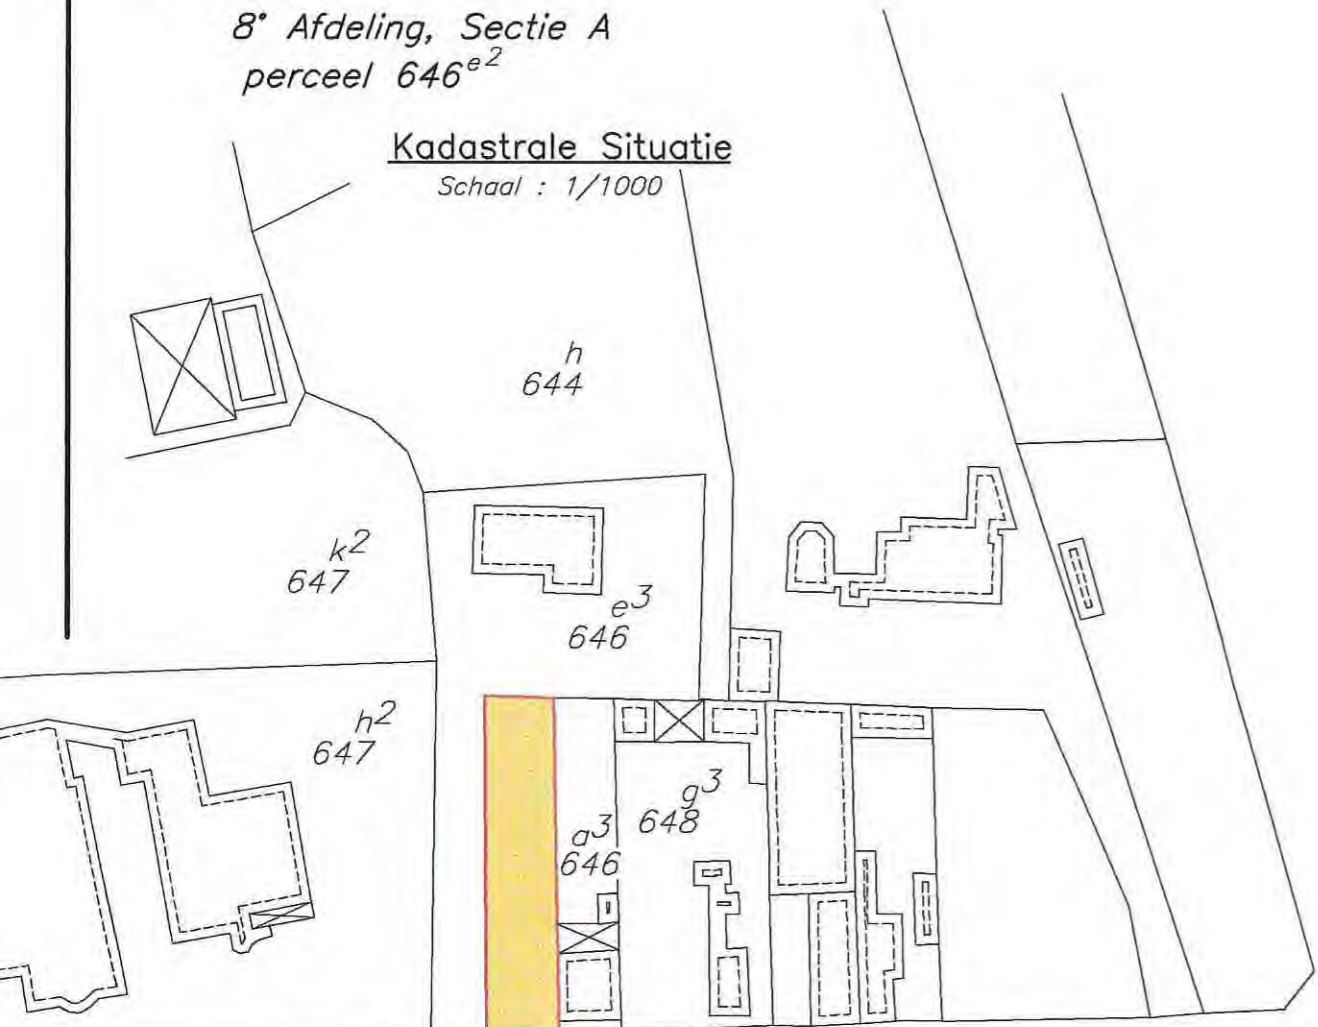 8° Afdeling, Sectie A
perceel 646e²
Kadastrale Situatie
Schaal : 1/1000
h
644
k²
647
e³
646
h²
647
g³
648
a³
646